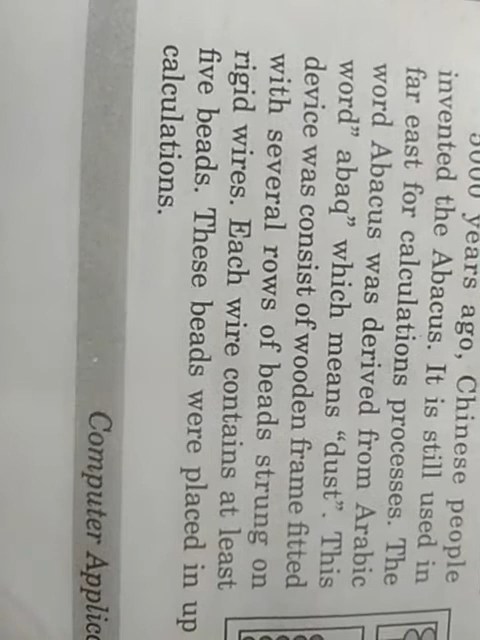 5000 years ago, Chinese people
invented the Abacus. It is still used in
far east for calculations processes. The
word Abacus was derived from Arabic
word" abaq" which means "dust". This
device was consist of wooden frame fitted
with several rows of beads strung on
rigid wires. Each wire contains at least
five beads. These beads were placed in up
calculations.
Computer